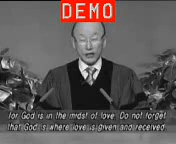 DEMO
for God is in the mrdst of love. Do not forget
that God is where love is given and received